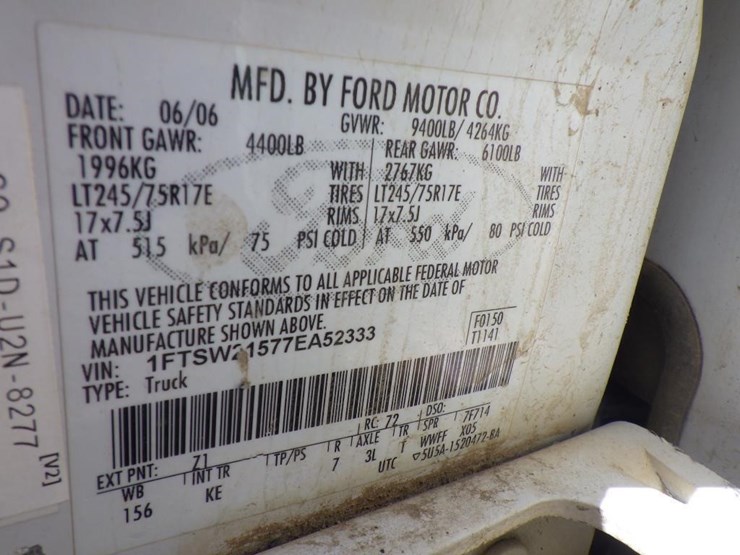 MFD. BY FORD MOTOR CO.
DATE: 06/06 GVWR: 9400LB/ 4264KG
FRONT GAWR: 4400LB REAR GAWR: 6100LB
1996KG WITH 2767KG WITH
LT245/75R17E TIRES LT245/75R17E TIRES
17x7.5J RIMS 17x7.5J RIMS
AT 515 kPa/ 75 PSI COLD AT 550 kPa/ 80 PSI COLD
THIS VEHICLE CONFORMS TO ALL APPLICABLE FEDERAL MOTOR
VEHICLE SAFETY STANDARDS IN EFFECT ON THE DATE OF
MANUFACTURE SHOWN ABOVE.
VIN: 1FTSW21577EA52333
TYPE: Truck
F0150
T1141
EXT PNT: Z1 RC: 72 DSO:
WB INT TR TP/PS R AXLE TR SPR 7F714
156 KE 7 3L T WWFF X05
UTC ▽5U5A-1520472-BA
S1D-U2N-8277
[V2]
Ford